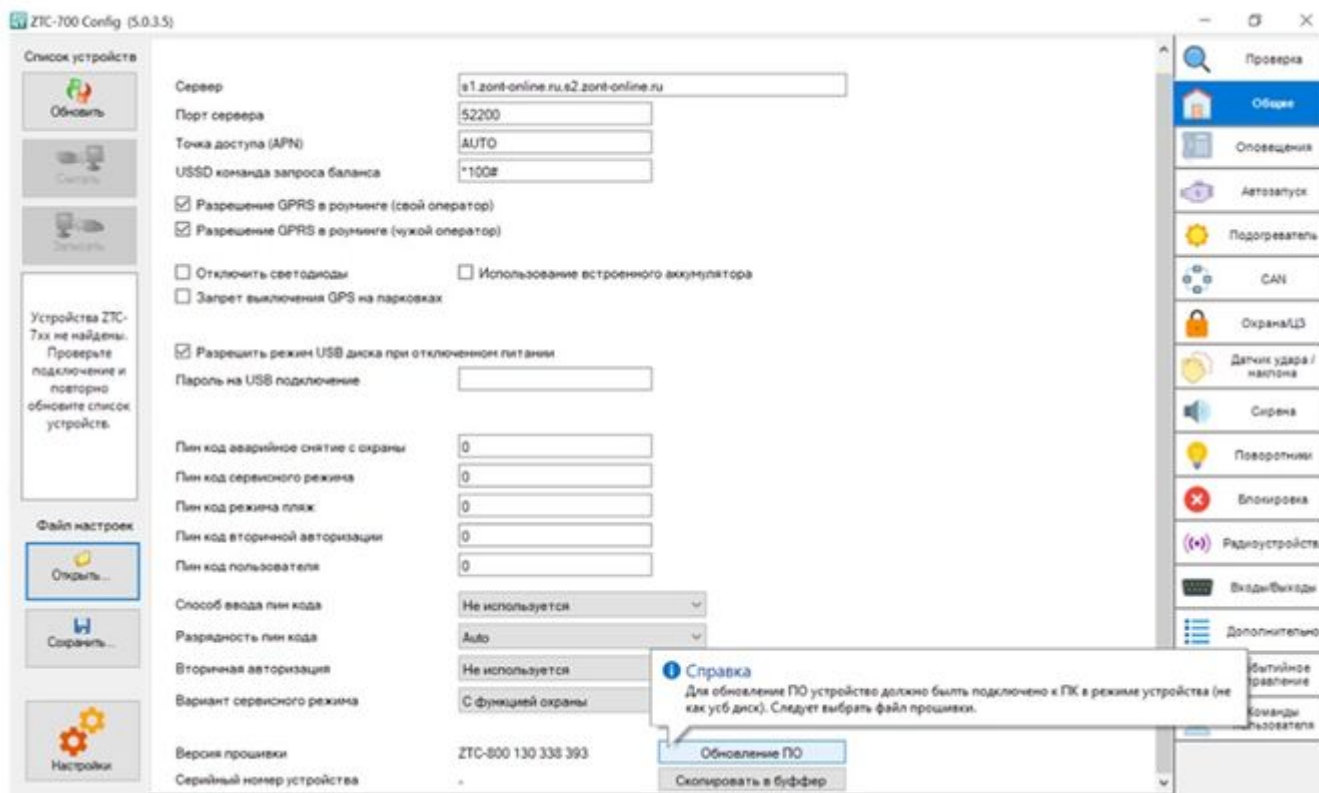 ZTC-700 Config (5.0.3.5)
Список устройств
Обновить
Считать
Записать
Устройства ZTC-
7xx не найдены.
Проверьте
подключение и
повторно
обновите список
устройств.
Файл настроек
Открыть...
Сохранить...
Настройки
Сервер s1.zont-online.ru,s2.zont-online.ru
Порт сервера 52200
Точка доступа (APN) AUTO
USSD команда запроса баланса *100#
Разрешение GPRS в роуминге (свой оператор)
Разрешение GPRS в роуминге (чужой оператор)
Отключить светодиоды Использование встроенного аккумулятора
Запрет выключения GPS на парковках
Разрешить режим USB диска при отключенном питании
Пароль на USB подключение
Пин код аварийное снятие с охраны 0
Пин код сервисного режима 0
Пин код режима пляж 0
Пин код вторичной авторизации 0
Пин код пользователя 0
Способ ввода пин кода Не используется
Разрядность пин кода Auto
Вторичная авторизация Не используется
Вариант сервисного режима С функцией охраны
Справка
Для обновление ПО устройство должно былть подключено к ПК в режиме устройства (не
как усб диск). Следует выбрать файл прошивки.
Версия прошивки ZTC-800 130 338 393 Обновление ПО
Серийный номер устройства - Скопировать в буффер
Проверка
Общие
Оповещения
Автозапуск
Подогреватель
CAN
Охрана/ЦЗ
Датчик удара /
наклона
Сирена
Поворотники
Блокировка
Радиоустройств
Входы/Выходы
Дополнительно
бытийное
правление
Команды
пользователя